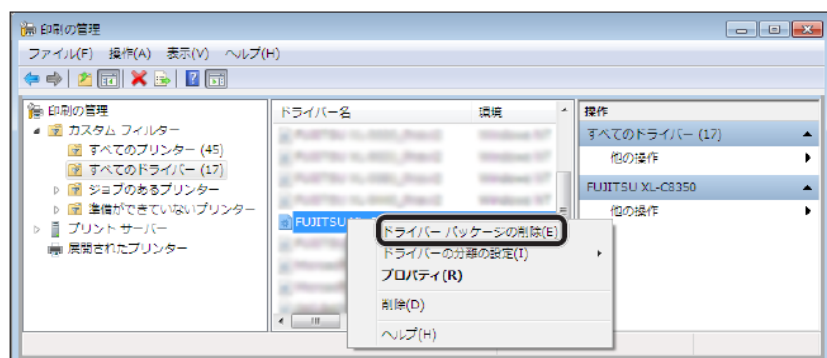 印刷の管理
ファイル(F) 操作(A) 表示(V) ヘルプ(H)
印刷の管理
カスタム フィルター
すべてのプリンター (45)
すべてのドライバー (17)
ジョブのあるプリンター
準備ができていないプリンター
プリント サーバー
展開されたプリンター
ドライバー名 環境
FUJITSU
ドライバー パッケージの削除(E)
ドライバーの分離の設定(I)
プロパティ(R)
削除(D)
ヘルプ(H)
操作
すべてのドライバー (17)
他の操作
FUJITSU XL-C8350
他の操作